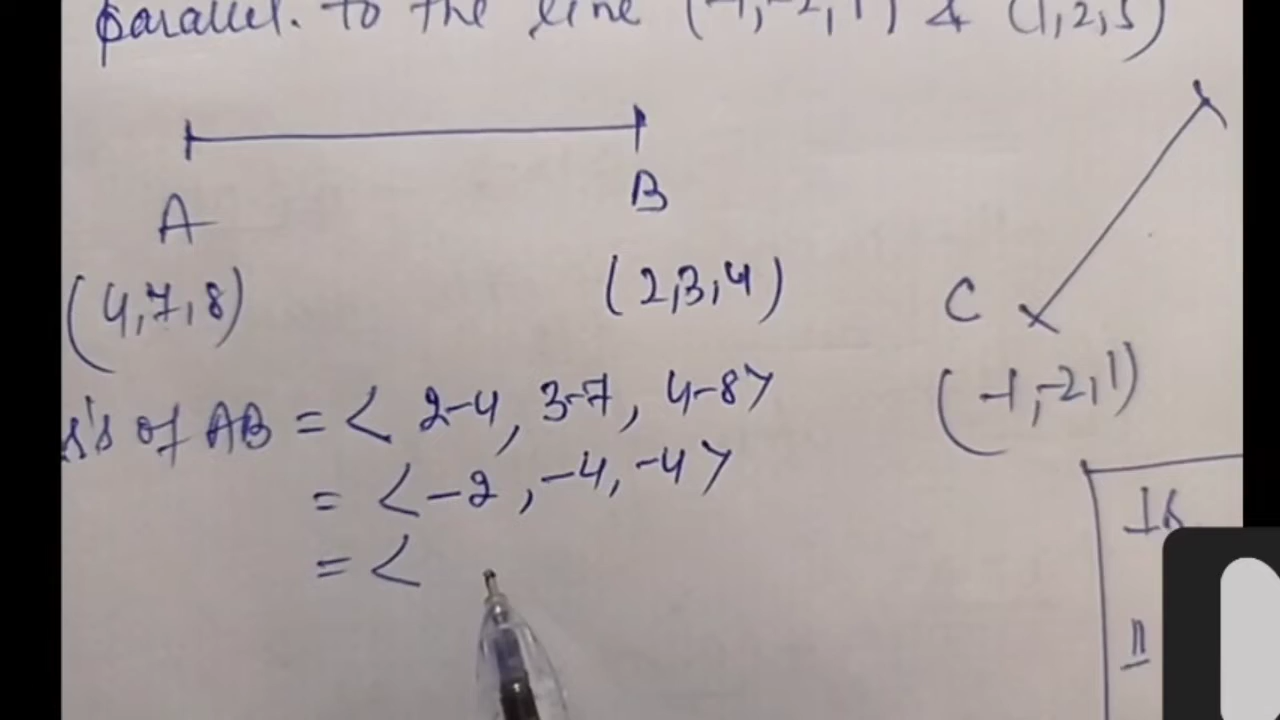 parallel. to the line (-1,-2,1) & (1,2,5)
A
B
(4,7,8)
(2,3,4)
C
(-1,-2,1)
's of AB = < 2-4, 3-7, 4-8>
= <-2, -4, -4>
= <
⊥r
||